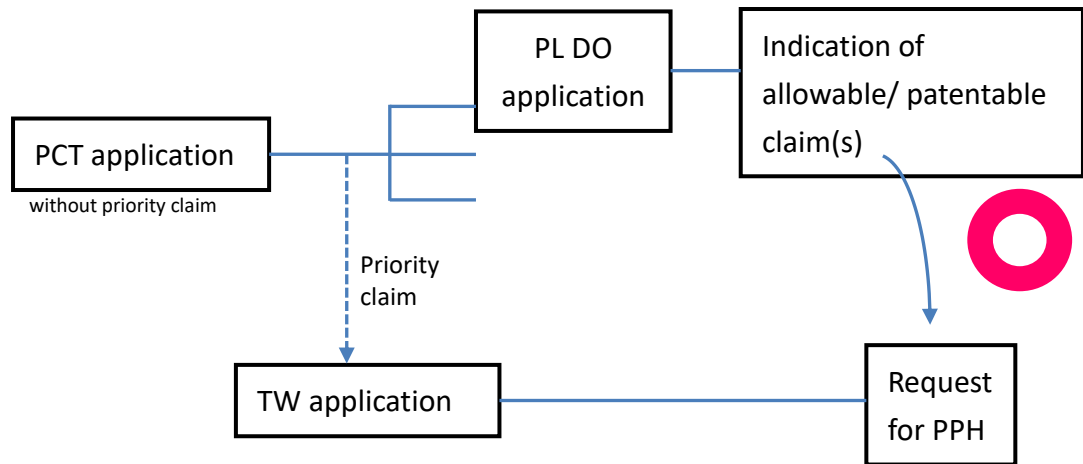 PL DO
application
Indication of
allowable/ patentable
claim(s)
PCT application
without priority claim
Priority
claim
TW application
Request
for PPH